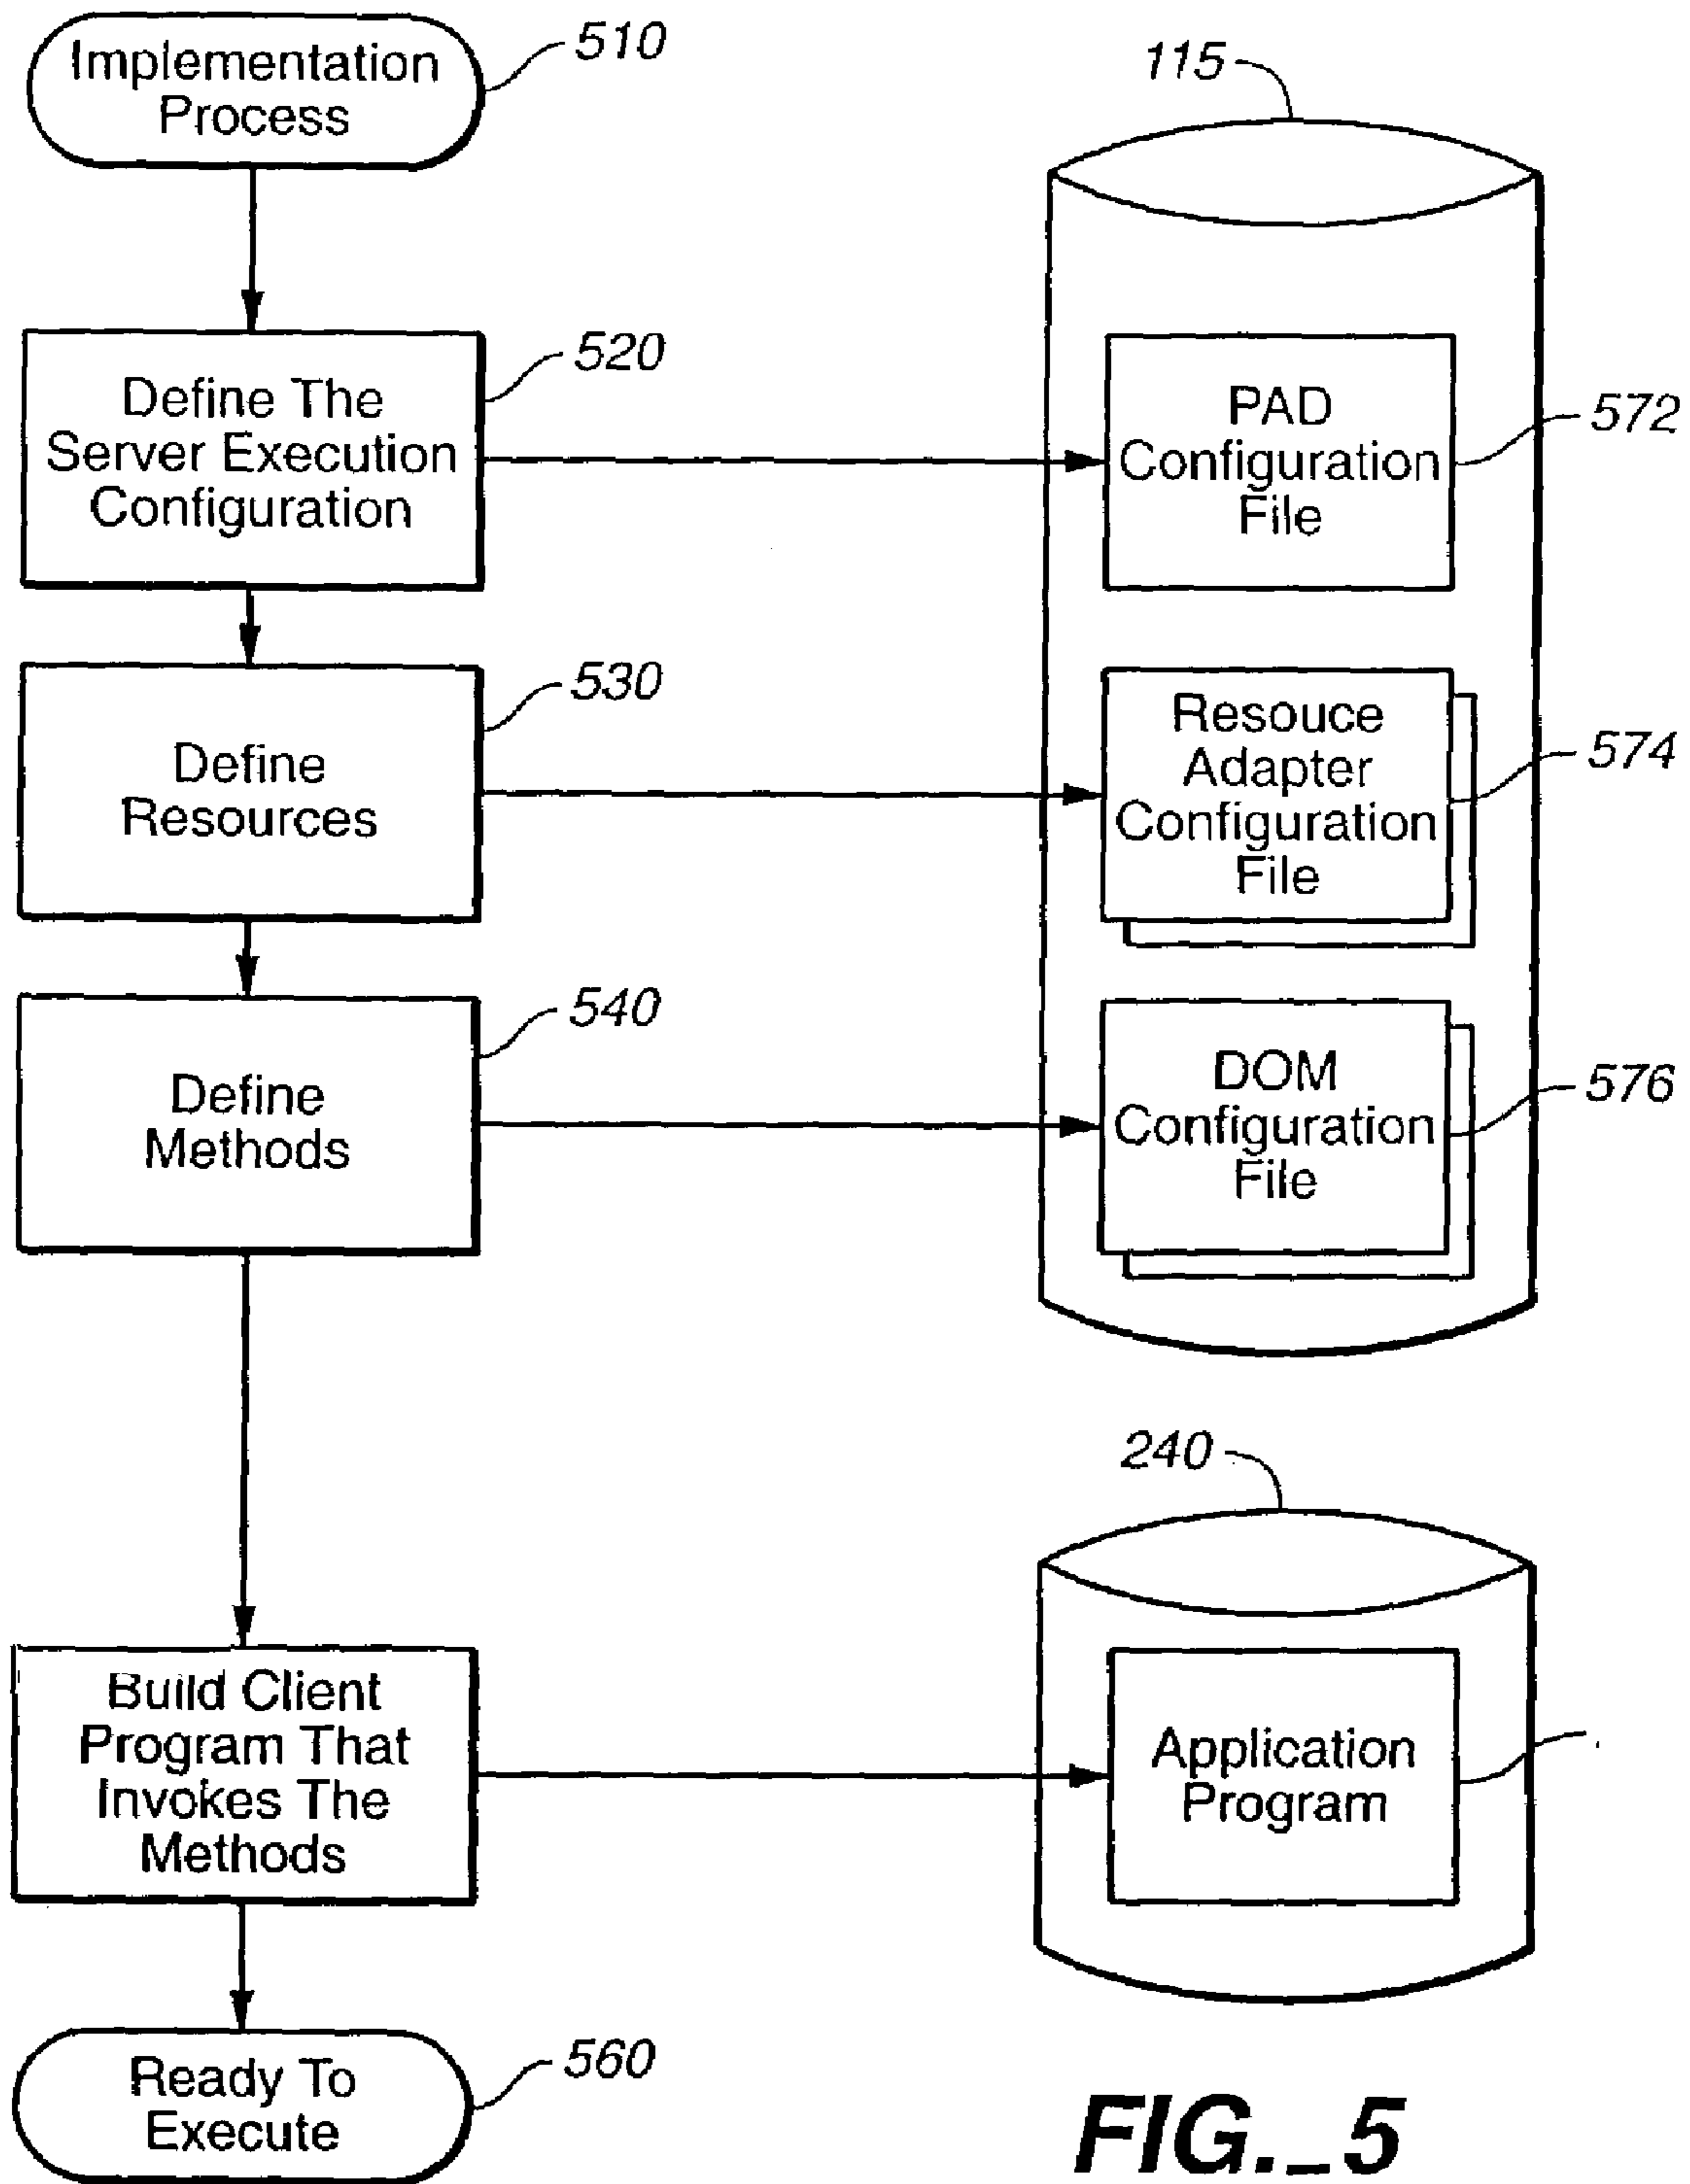 Implementation
Process
510
115
Define The
Server Execution
Configuration
520
PAD
Configuration
File
572
Define
Resources
530
Resouce
Adapter
Configuration
File
574
Define
Methods
540
DOM
Configuration
File
576
240
Build Client
Program That
Invokes The
Methods
Application
Program
Ready To
Execute
560
FIG._5